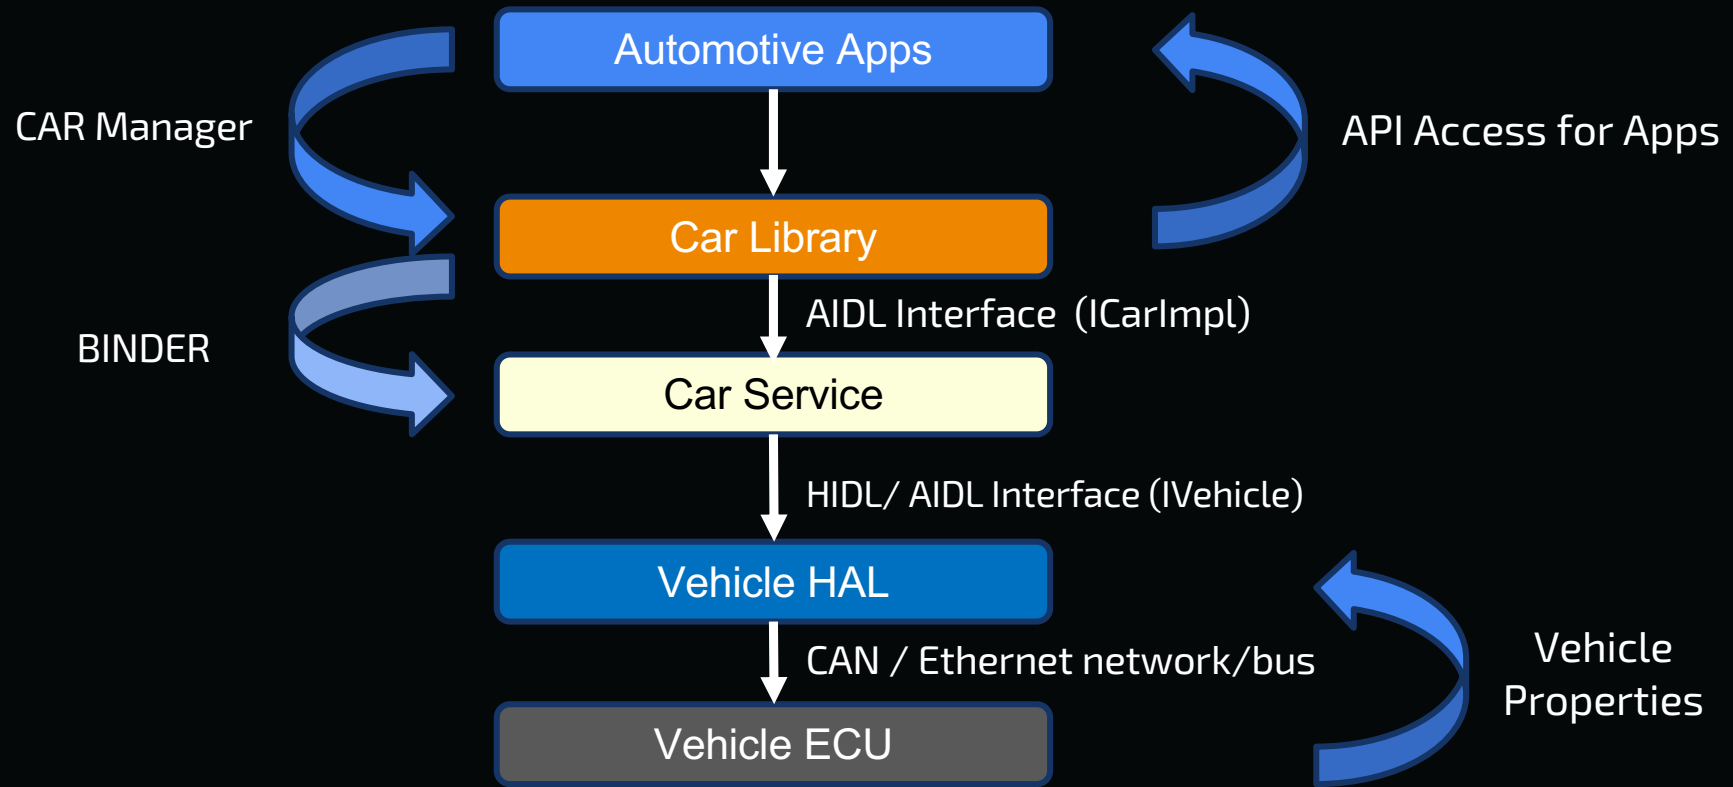 Automotive Apps
CAR Manager
API Access for Apps
Car Library
AIDL Interface (ICarImpl)
BINDER
Car Service
HIDL/ AIDL Interface (IVehicle)
Vehicle HAL
CAN / Ethernet network/bus
Vehicle
Properties
Vehicle ECU